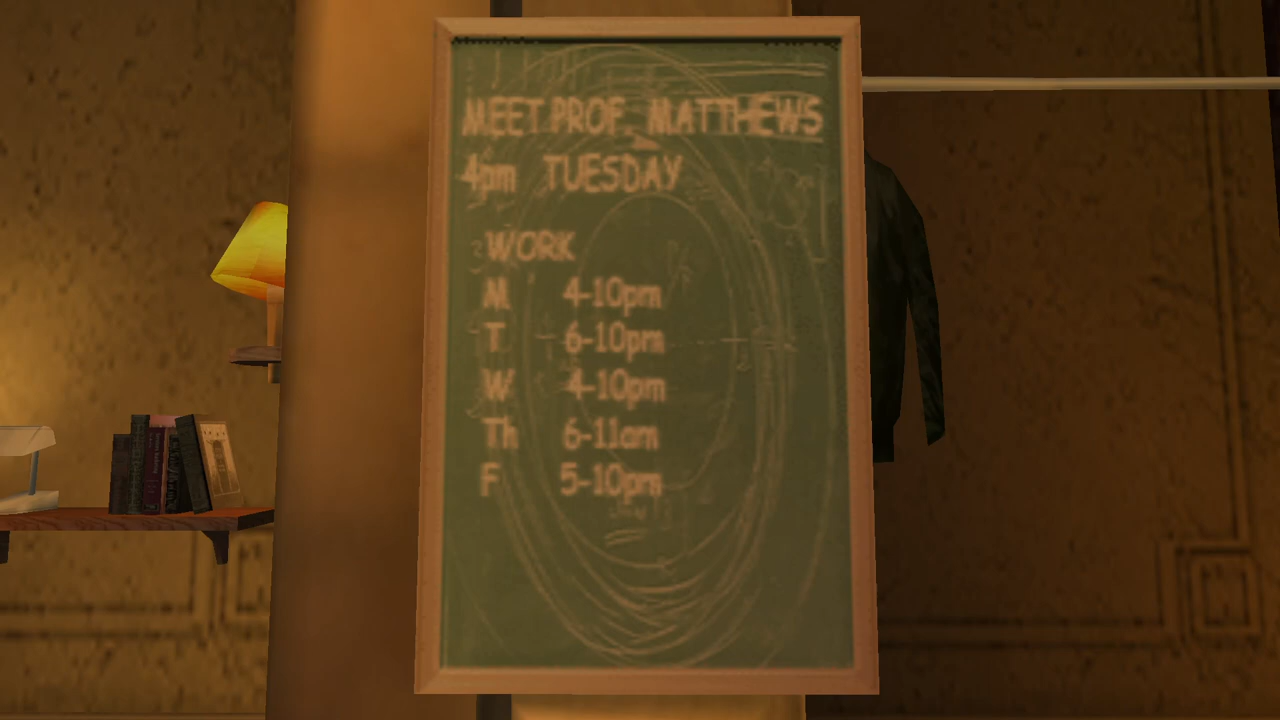 MEET PROF. MATTHEWS
4pm TUESDAY
WORK
M 4-10pm
T 6-10pm
W 4-10pm
Th 6-11am
F 5-10pm